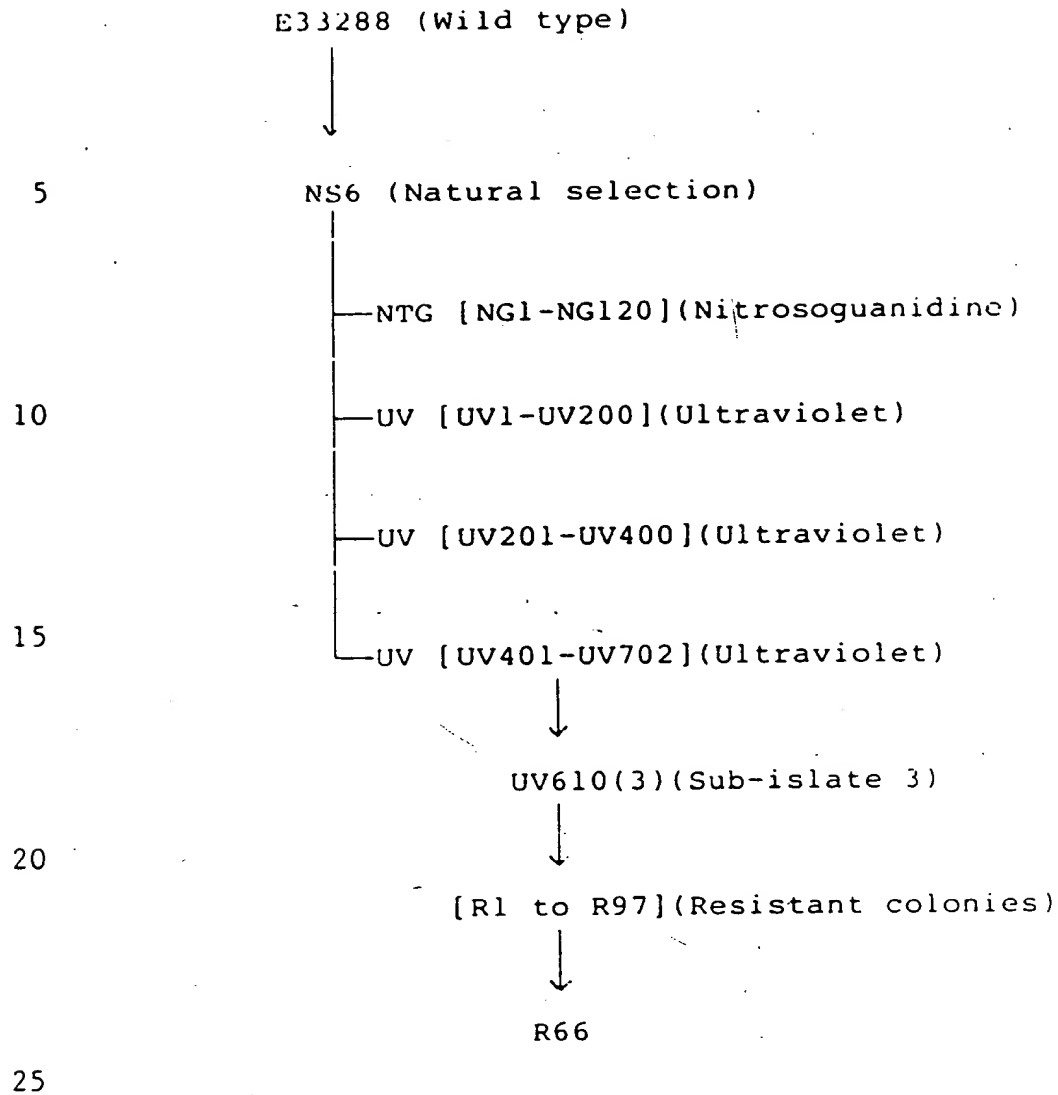 E33288 (Wild type)
5 NS6 (Natural selection)
NTG [NG1-NG120](Nitrosoguanidine)
10 UV [UV1-UV200](Ultraviolet)
UV [UV201-UV400](Ultraviolet)
15 UV [UV401-UV702](Ultraviolet)
UV610(3)(Sub-islate 3)
20
[R1 to R97](Resistant colonies)
R66
25